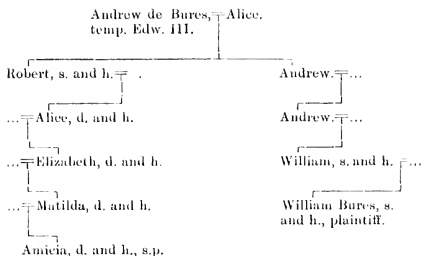 Andrew de Bures, Alice.
temp. Edw. III.
Robert, s. and h. .
Andrew. ...
...Alice, d. and h.
Andrew. ...
...Elizabeth, d. and h.
William, s. and h. ...
...Matilda, d. and h.
William Bures, s.
and h., plaintiff.
Amicia, d. and h., s.p.